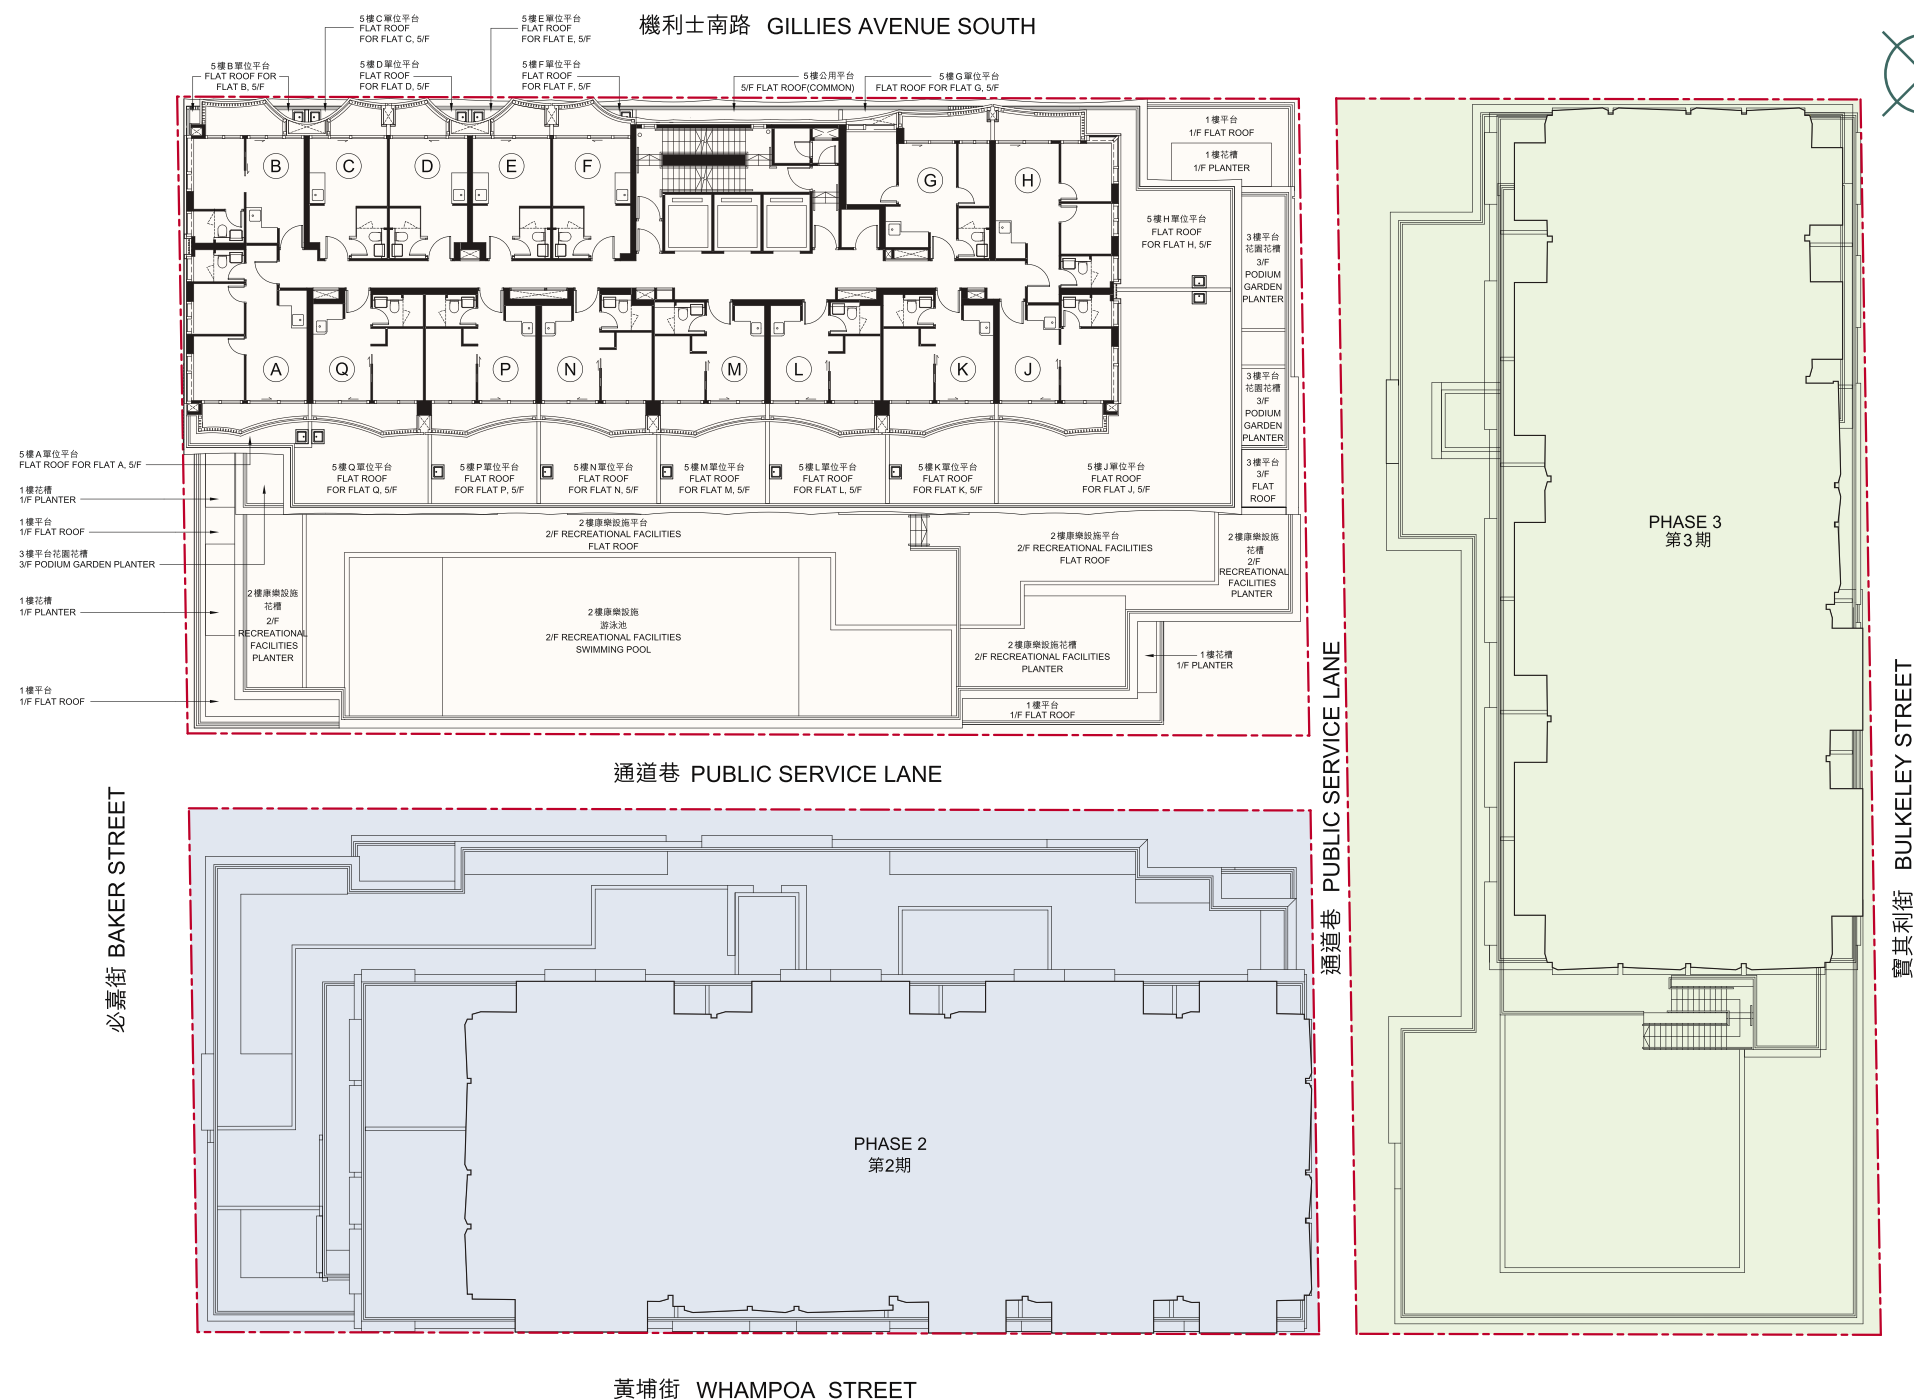 機利士南路 GILLIES AVENUE SOUTH
5樓C單位平台
FLAT ROOF
FOR FLAT C, 5/F
5樓E單位平台
FLAT ROOF
FOR FLAT E, 5/F
5樓B單位平台
FLAT ROOF FOR
FLAT B, 5/F
5樓D單位平台
FLAT ROOF
FOR FLAT D, 5/F
5樓F單位平台
FLAT ROOF
FOR FLAT F, 5/F
5樓公用平台
5/F FLAT ROOF(COMMON)
5樓G單位平台
FLAT ROOF FOR FLAT G, 5/F
1樓平台
1/F FLAT ROOF
1樓花槽
1/F PLANTER
B
C
D
E
F
G
H
5樓H單位平台
FLAT ROOF
FOR FLAT H, 5/F
3樓平台
花園花槽
3/F
PODIUM
GARDEN
PLANTER
A
Q
P
N
M
L
K
J
3樓平台
花園花槽
3/F
PODIUM
GARDEN
PLANTER
5樓A單位平台
FLAT ROOF FOR FLAT A, 5/F
5樓Q單位平台
FLAT ROOF
FOR FLAT Q, 5/F
5樓P單位平台
FLAT ROOF
FOR FLAT P, 5/F
5樓N單位平台
FLAT ROOF
FOR FLAT N, 5/F
5樓M單位平台
FLAT ROOF
FOR FLAT M, 5/F
5樓L單位平台
FLAT ROOF
FOR FLAT L, 5/F
5樓K單位平台
FLAT ROOF
FOR FLAT K, 5/F
5樓J單位平台
FLAT ROOF
FOR FLAT J, 5/F
3樓平台
3/F
FLAT
ROOF
1樓花槽
1/F PLANTER
1樓平台
1/F FLAT ROOF
3樓平台花園花槽
3/F PODIUM GARDEN PLANTER
1樓花槽
1/F PLANTER
1樓平台
1/F FLAT ROOF
2樓康樂設施平台
2/F RECREATIONAL FACILITIES
FLAT ROOF
2樓康樂設施平台
2/F RECREATIONAL FACILITIES
FLAT ROOF
2樓康樂設施
花槽
2/F
RECREATIONAL
FACILITIES
PLANTER
2樓康樂設施
花槽
2/F
RECREATIONAL
FACILITIES
PLANTER
2樓康樂設施
游泳池
2/F RECREATIONAL FACILITIES
SWIMMING POOL
2樓康樂設施花槽
2/F RECREATIONAL FACILITIES
PLANTER
1樓花槽
1/F PLANTER
1樓平台
1/F FLAT ROOF
PHASE 3
第3期
通道巷 PUBLIC SERVICE LANE
通道巷 PUBLIC SERVICE LANE
必嘉街 BAKER STREET
寶其利街 BULKELEY STREET
PHASE 2
第2期
黃埔街 WHAMPOA STREET